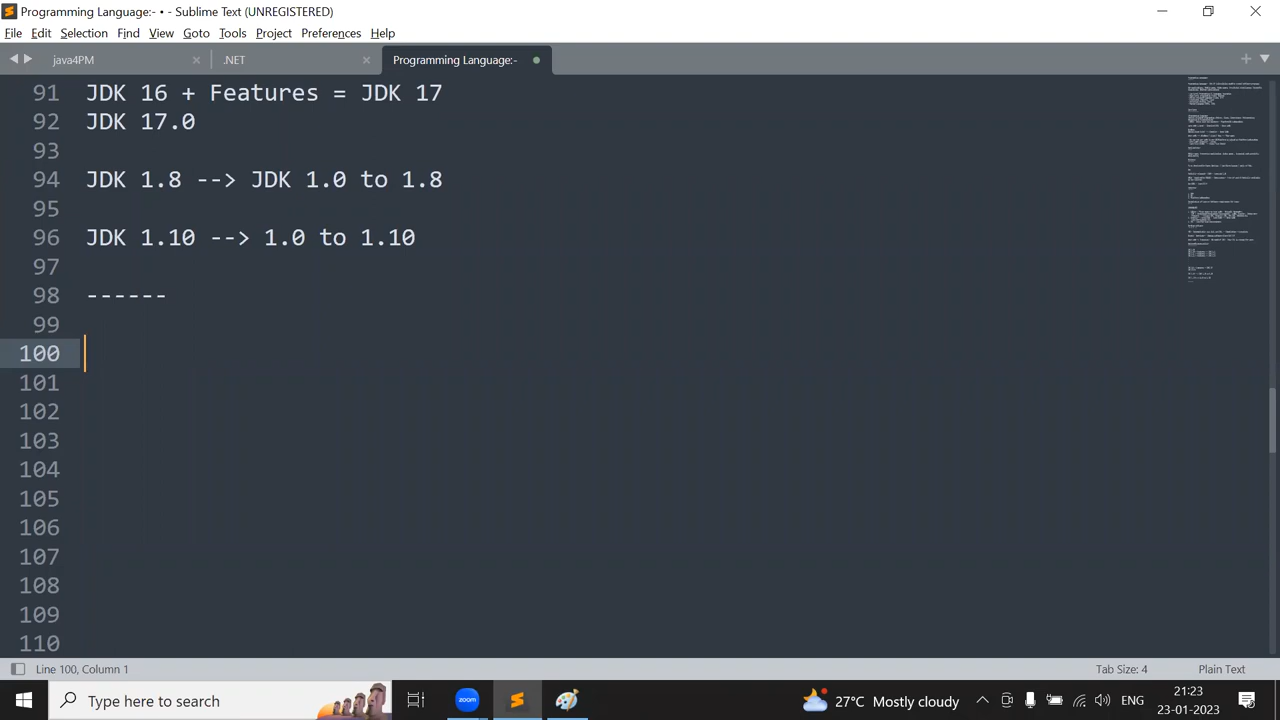 Programming Language:- • - Sublime Text (UNREGISTERED)
File Edit Selection Find View Goto Tools Project Preferences Help
java4PM .NET Programming Language:-
91 JDK 16 + Features = JDK 17
92 JDK 17.0
93
94 JDK 1.8 --> JDK 1.0 to 1.8
95
96 JDK 1.10 --> 1.0 to 1.10
97
98 ------
99
100
101
102
103
104
105
106
107
108
109
110
Line 100, Column 1 Tab Size: 4 Plain Text
Type here to search zoom 27°C Mostly cloudy ENG 21:23
23-01-2023